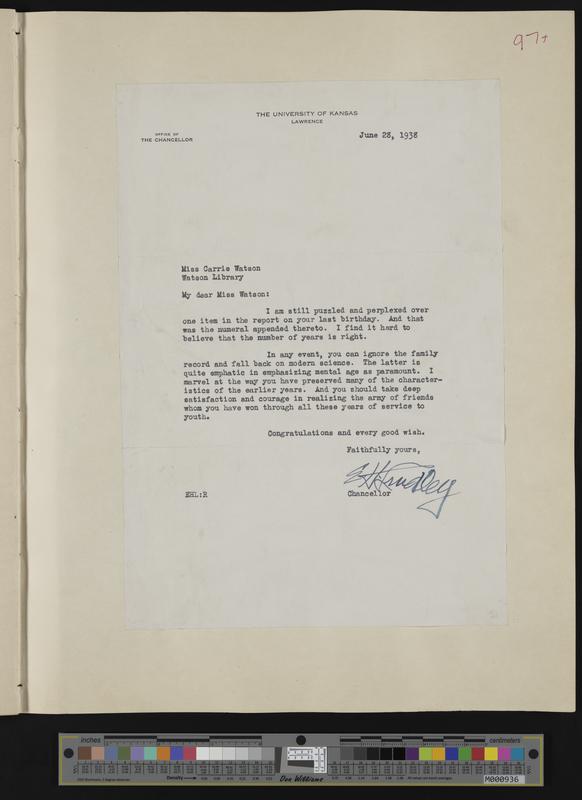 97+
THE UNIVERSITY OF KANSAS
LAWRENCE
OFFICE OF
THE CHANCELLOR
June 28, 1938
Miss Carrie Watson
Watson Library
My dear Miss Watson:
I am still puzzled and perplexed over
one item in the report on your last birthday. And that
was the numeral appended thereto. I find it hard to
believe that the number of years is right.
In any event, you can ignore the family
record and fall back on modern science. The latter is
quite emphatic in emphasizing mental age as paramount. I
marvel at the way you have preserved many of the character-
istics of the earlier years. And you should take deep
satisfaction and courage in realizing the army of friends
whom you have won through all these years of service to
youth.
Congratulations and every good wish.
Faithfully yours,
Chancellor
EHL:R
inches
centimeters
Density
Don Williams
M000936